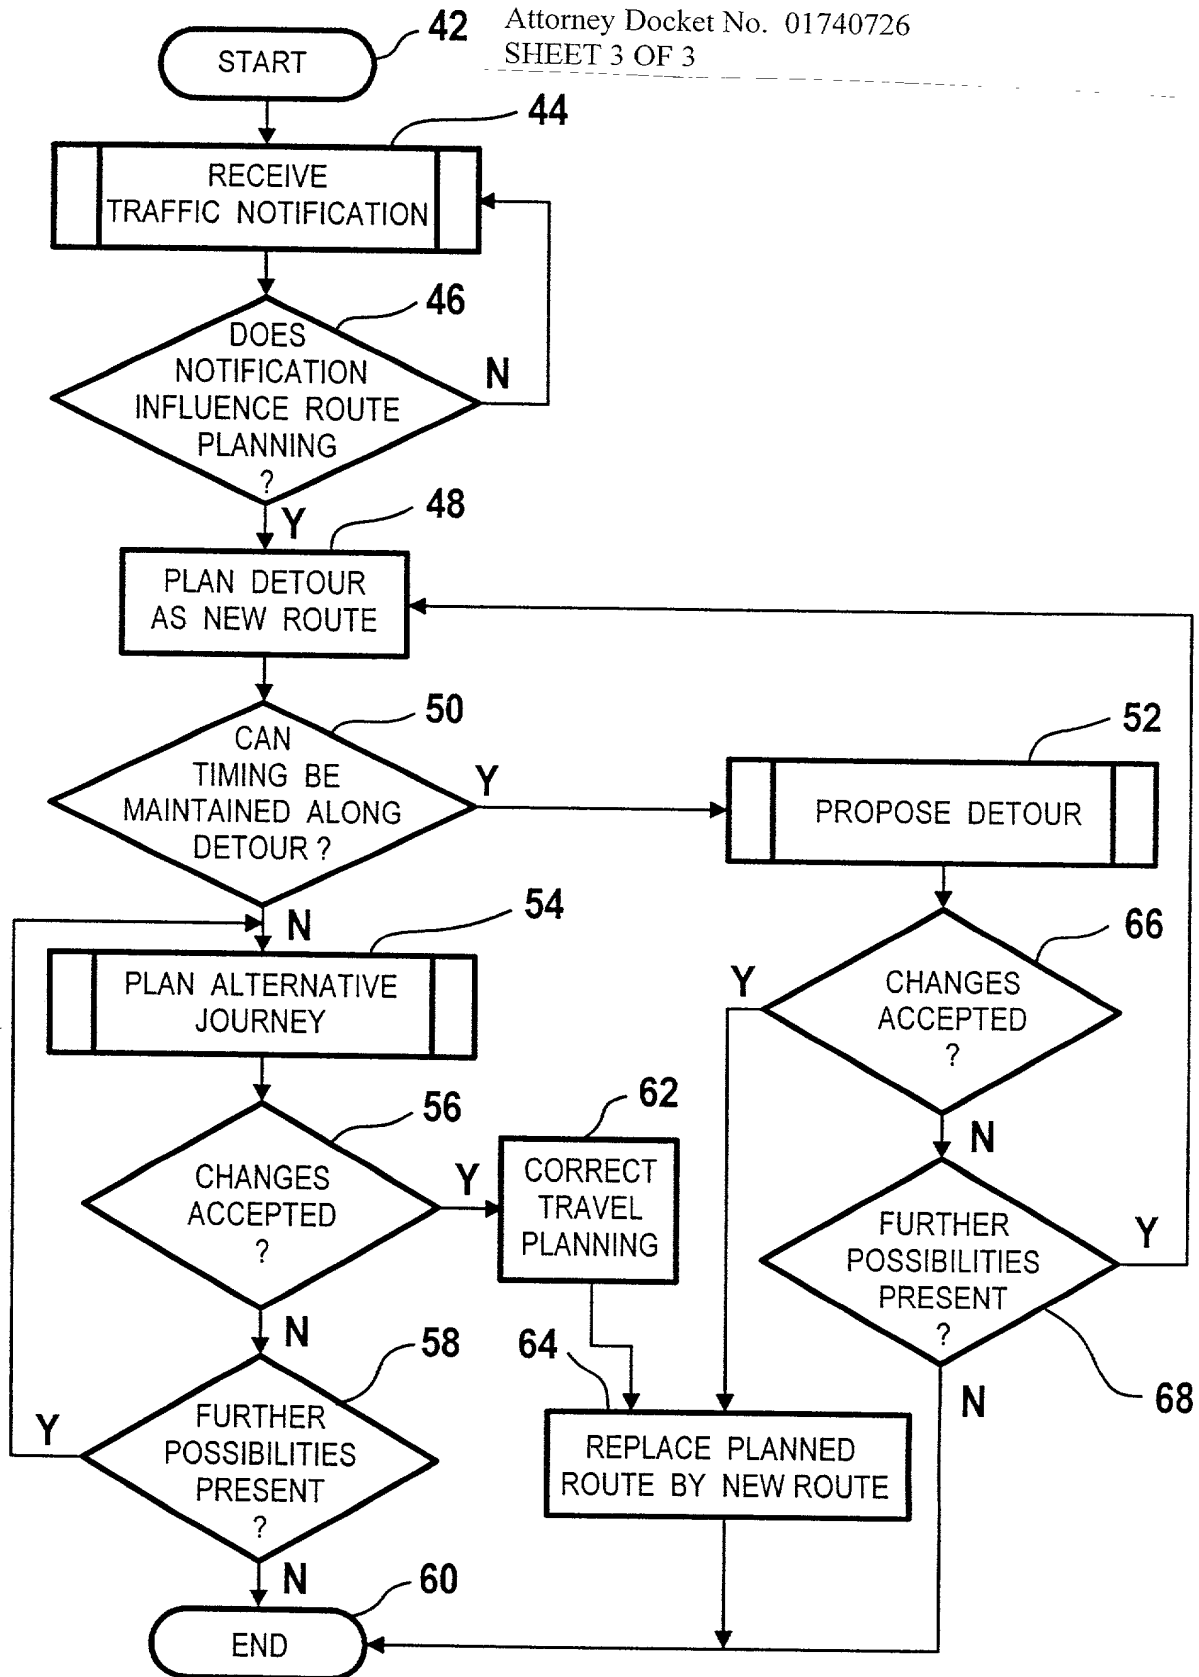 Attorney Docket No. 01740726
SHEET 3 OF 3
42
START
44
RECEIVE
TRAFFIC NOTIFICATION
46
DOES
NOTIFICATION
INFLUENCE ROUTE
PLANNING
?
N
Y
48
PLAN DETOUR
AS NEW ROUTE
50
CAN
TIMING BE
MAINTAINED ALONG
DETOUR ?
Y
52
PROPOSE DETOUR
N
54
PLAN ALTERNATIVE
JOURNEY
66
CHANGES
ACCEPTED
?
Y
N
56
CHANGES
ACCEPTED
?
Y
62
CORRECT
TRAVEL
PLANNING
N
68
FURTHER
POSSIBILITIES
PRESENT
?
Y
N
58
FURTHER
POSSIBILITIES
PRESENT
?
Y
N
64
REPLACE PLANNED
ROUTE BY NEW ROUTE
60
END